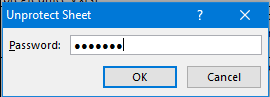 Unprotect Sheet ? ×
Password: •••••••
OK Cancel